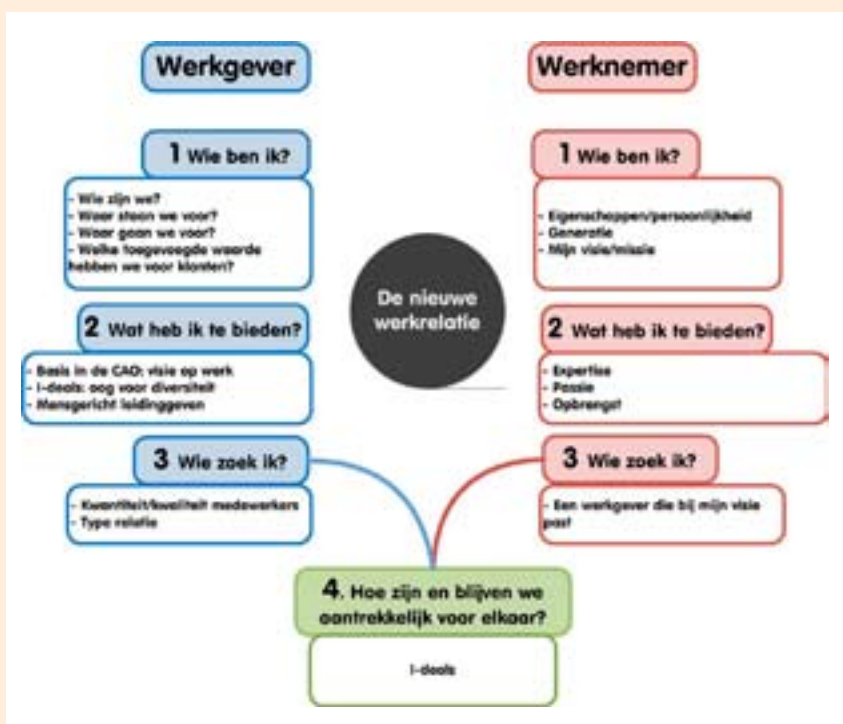 Werkgever
1 Wie ben ik?
- Wie zijn we?
- Waar staan we voor?
- Waar gaan we voor?
- Welke toegevoegde waarde
hebben we voor klanten?
2 Wat heb ik te bieden?
- Basis in de CAO: visie op werk
- I-deals: oog voor diversiteit
- Mensgericht leidinggeven
3 Wie zoek ik?
- Kwantiteit/kwaliteit medewerkers
- Type relatie
De nieuwe
werkrelatie
Werknemer
1 Wie ben ik?
- Eigenschappen/persoonlijkheid
- Generatie
- Mijn visie/missie
2 Wat heb ik te bieden?
- Expertise
- Passie
- Opbrengst
3 Wie zoek ik?
- Een werkgever die bij mijn visie
past
4. Hoe zijn en blijven we
aantrekkelijk voor elkaar?
I-deals